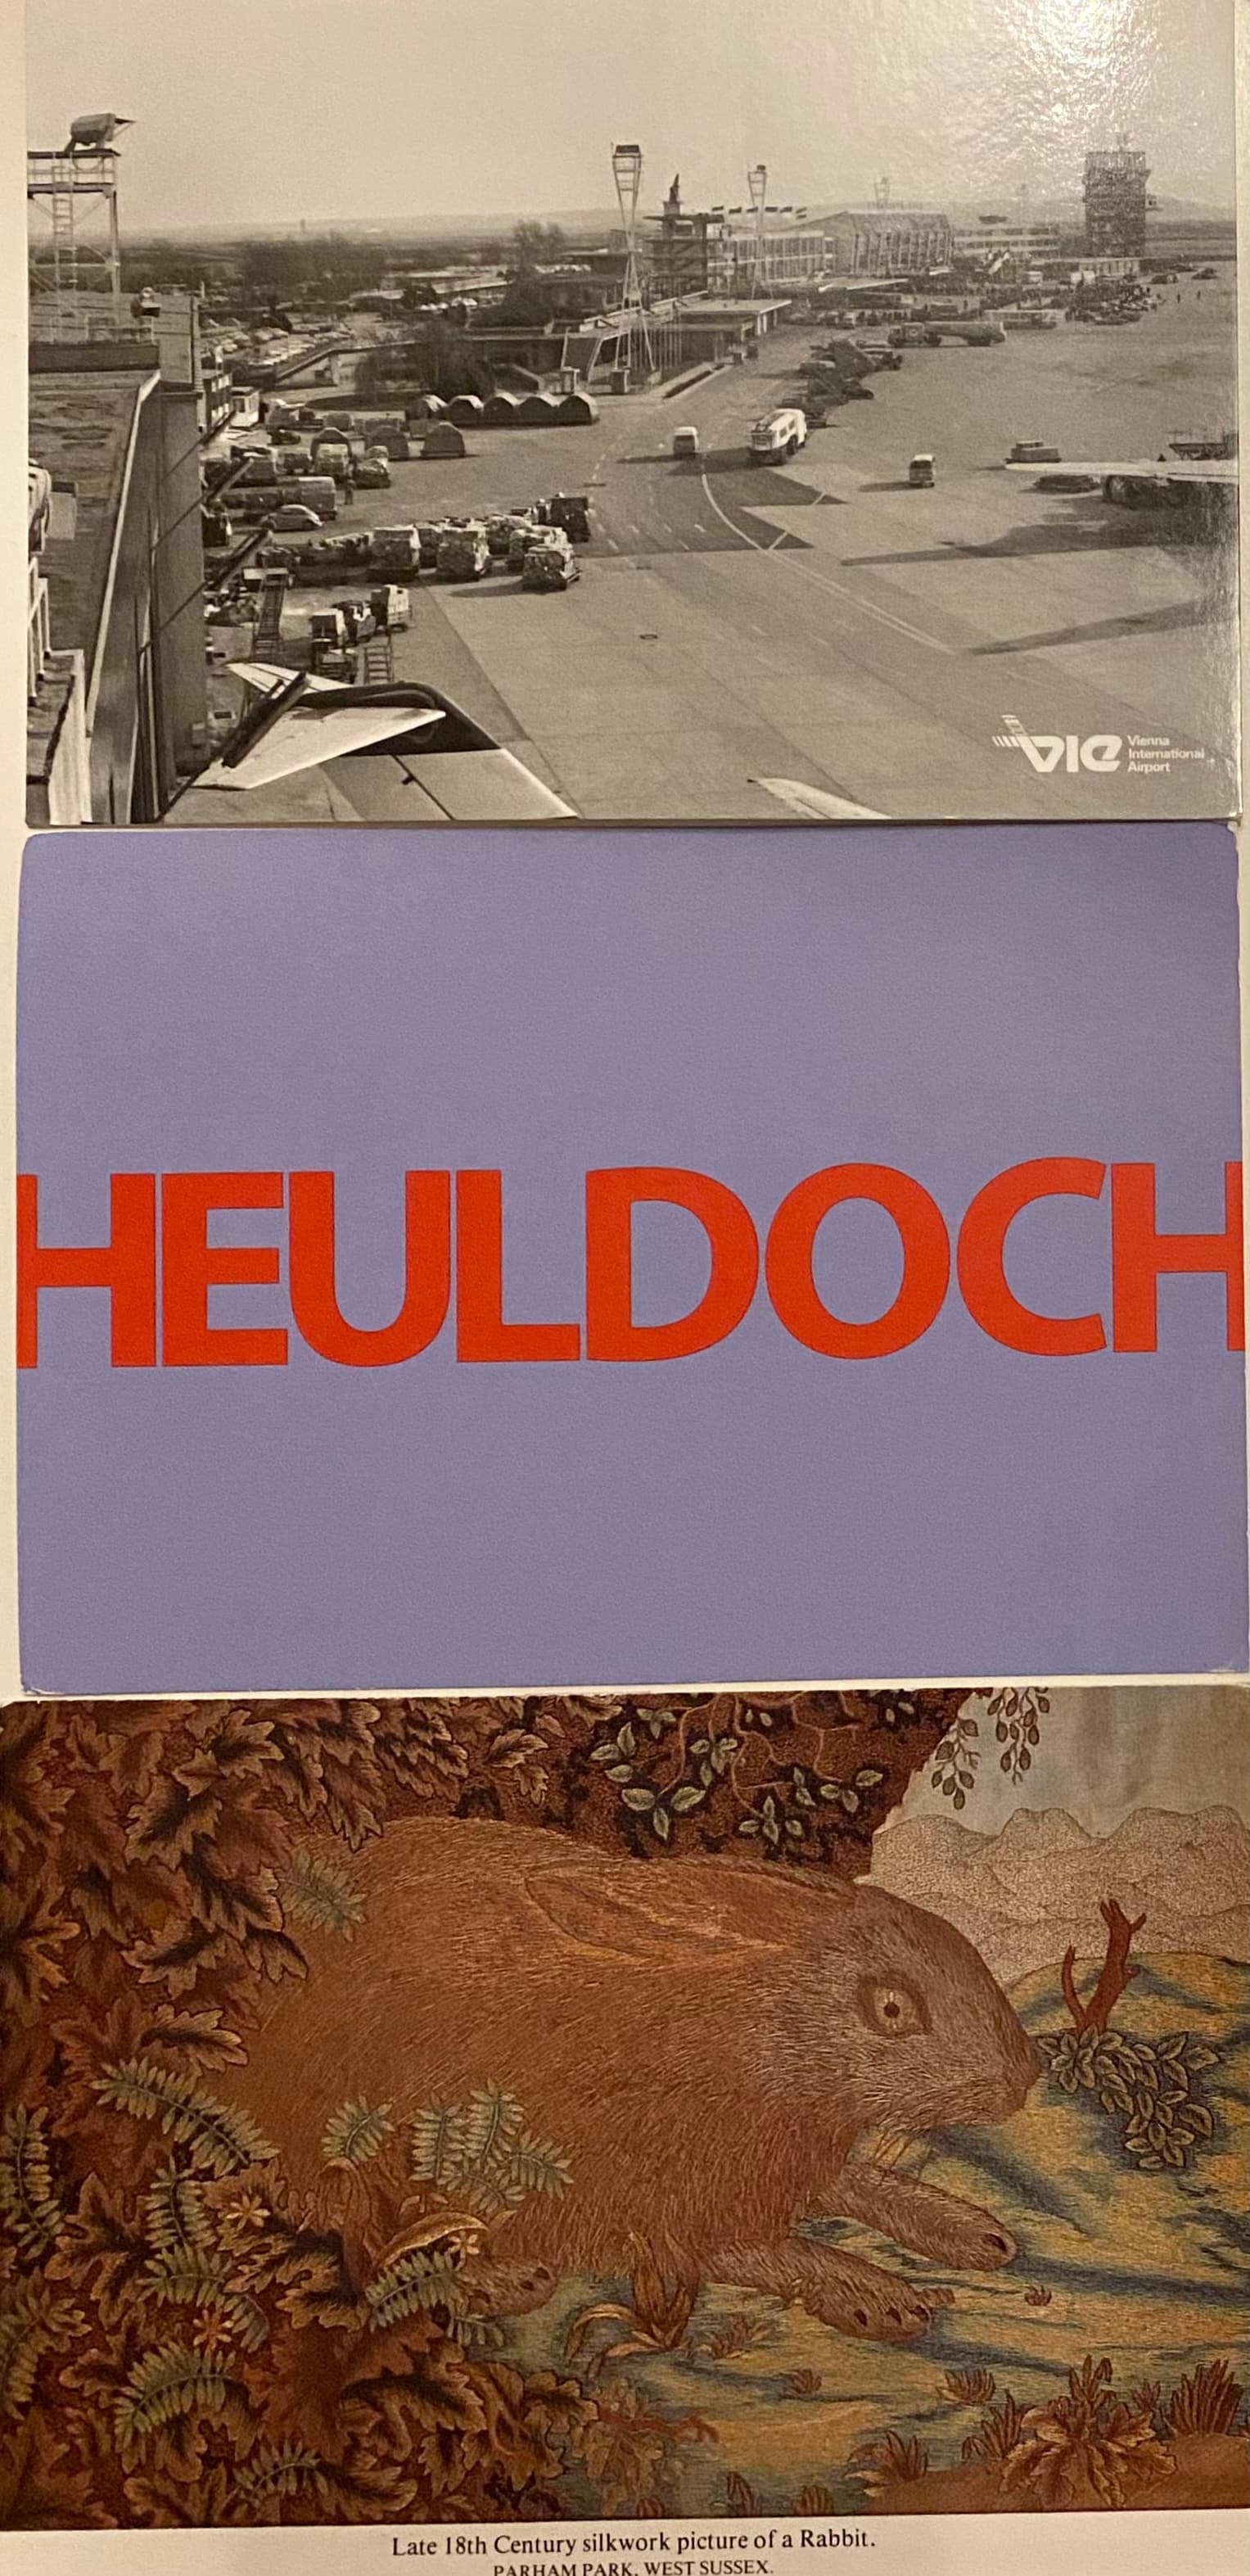 vie
Vienna
International
Airport
HEULDOCH
Late 18th Century silkwork picture of a Rabbit.
PARHAM PARK, WEST SUSSEX.